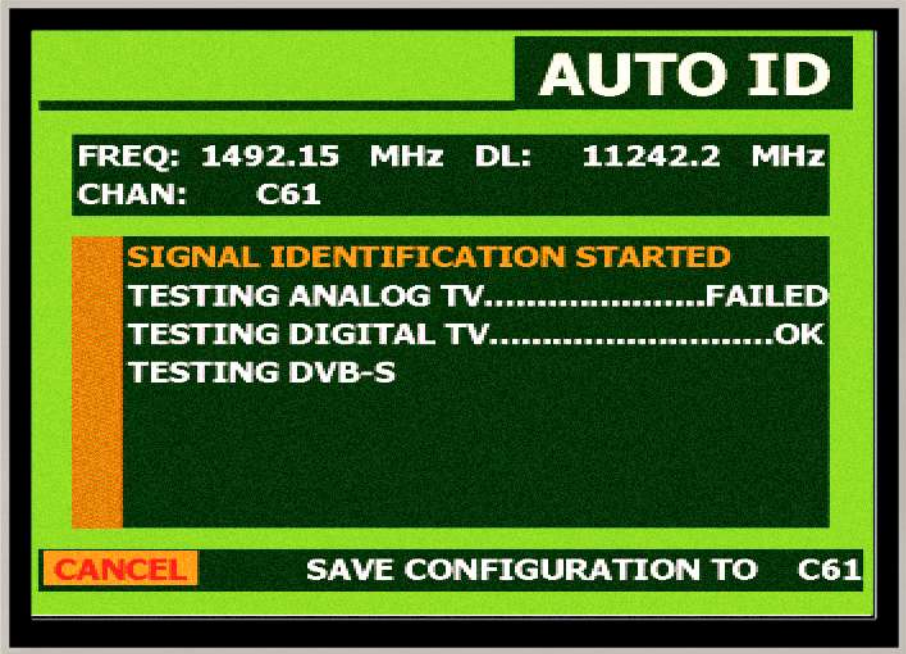 AUTO ID
FREQ: 1492.15 MHz DL: 11242.2 MHz
CHAN: C61
SIGNAL IDENTIFICATION STARTED
TESTING ANALOG TV.....................FAILED
TESTING DIGITAL TV...........................OK
TESTING DVB-S
CANCEL SAVE CONFIGURATION TO C61